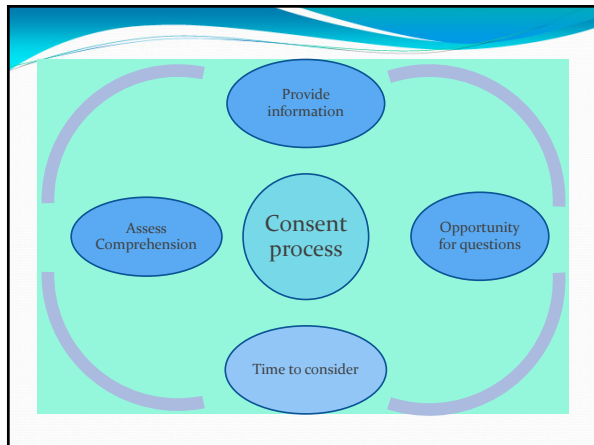 Provide
information
Assess
Comprehension
Consent
process
Opportunity
for questions
Time to consider